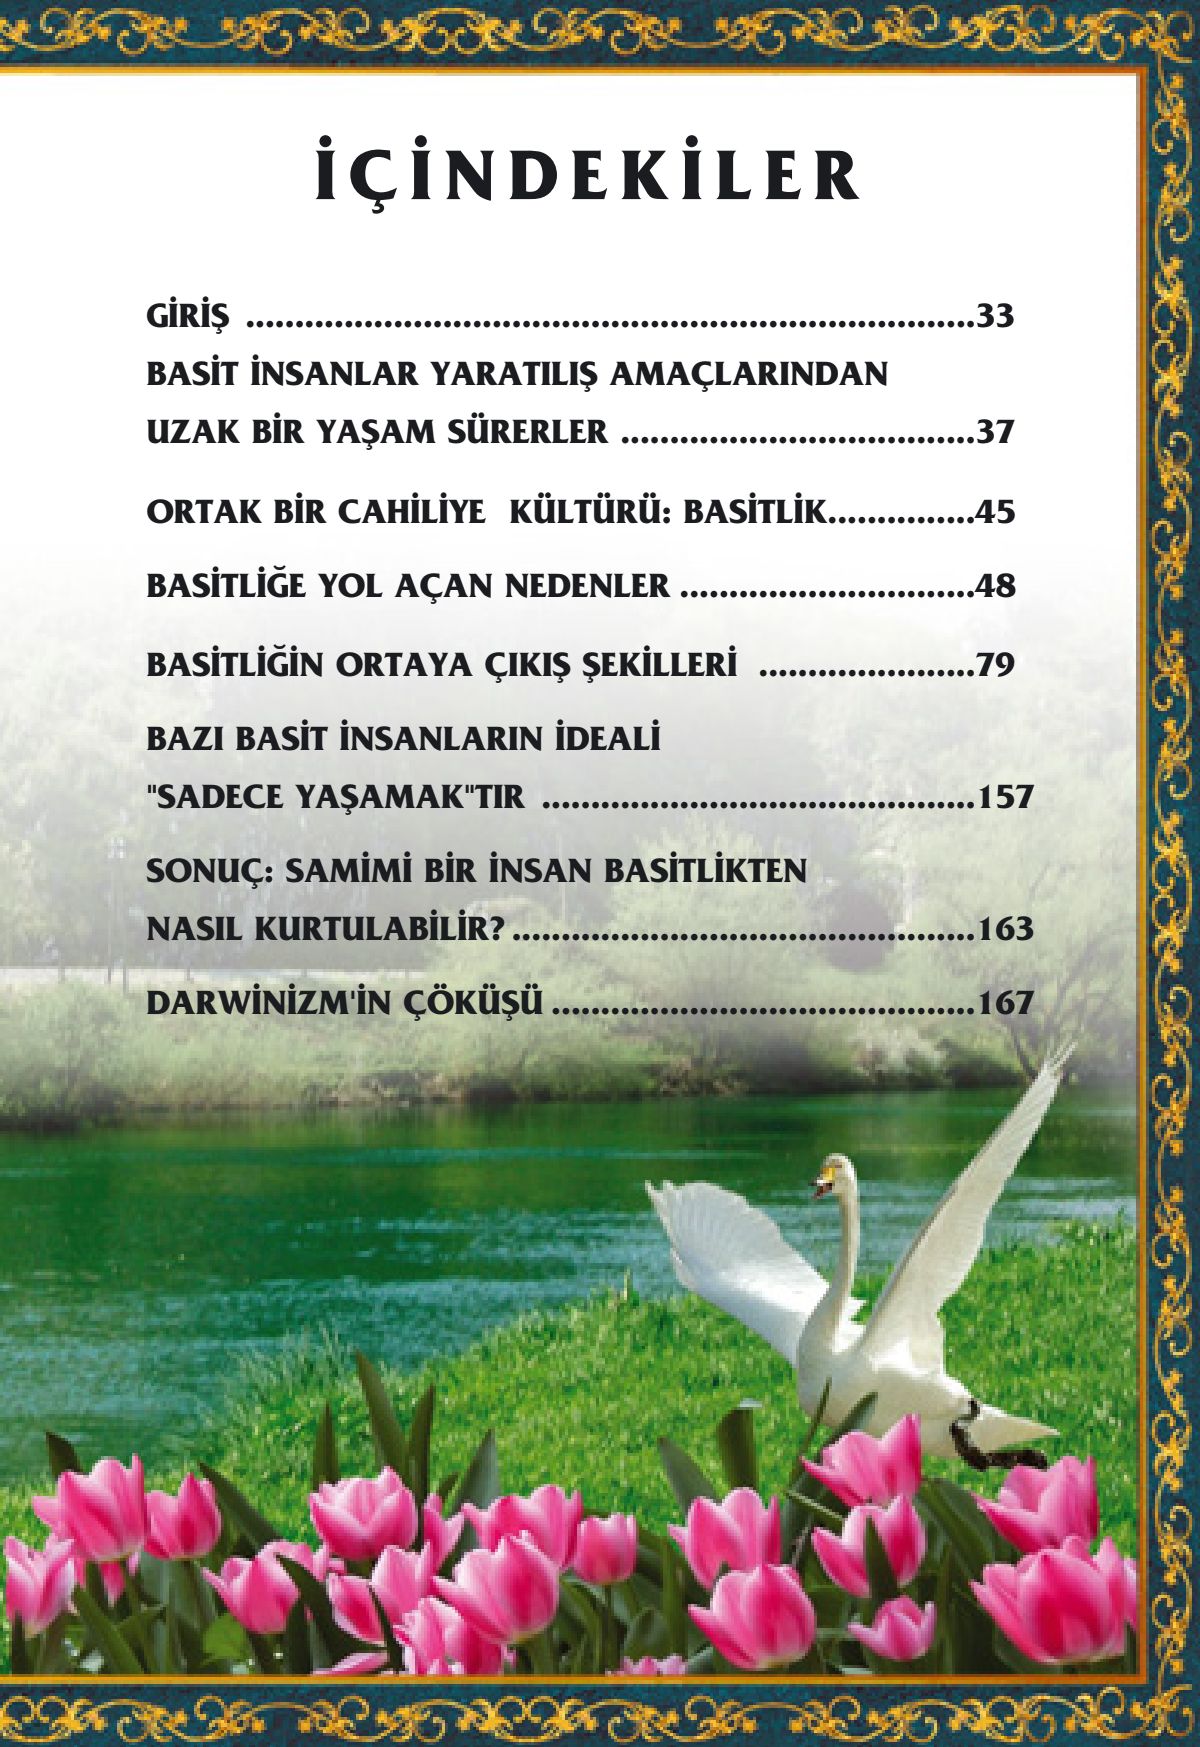 İÇİNDEKİLER
GİRİŞ ..........................................................................33
BASİT İNSANLAR YARATILIŞ AMAÇLARINDAN
UZAK BİR YAŞAM SÜRERLER ....................................37
ORTAK BİR CAHİLİYE  KÜLTÜRÜ: BASİTLİK...............45
BASİTLİĞE YOL AÇAN NEDENLER ..............................48
BASİTLİĞİN ORTAYA ÇIKIŞ ŞEKİLLERİ ......................79
BAZI BASİT İNSANLARIN İDEALİ
"SADECE YAŞAMAK"TIR ............................................157
SONUÇ: SAMİMİ BİR İNSAN BASİTLİKTEN
NASIL KURTULABİLİR? ...............................................163
DARWİNİZM'İN ÇÖKÜŞÜ ...........................................167